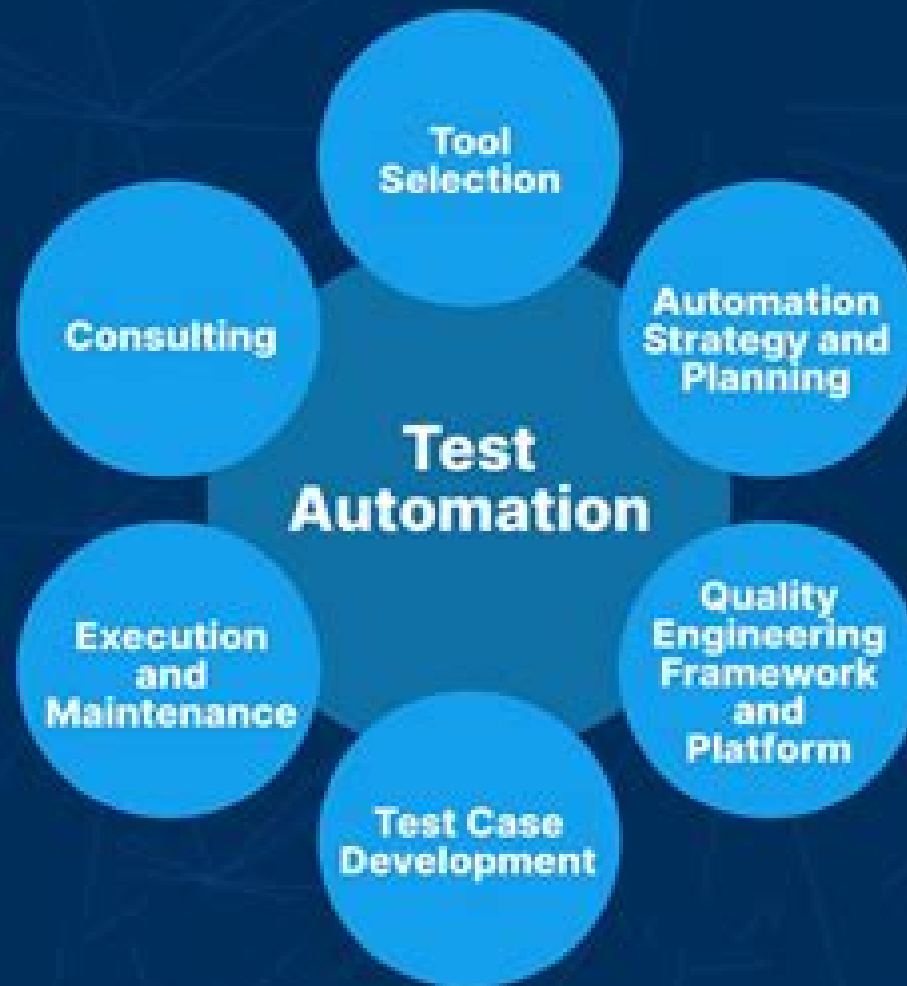 Tool
Selection
Automation
Strategy and
Planning
Quality
Engineering
Framework
and
Platform
Test Case
Development
Execution
and
Maintenance
Consulting
Test
Automation